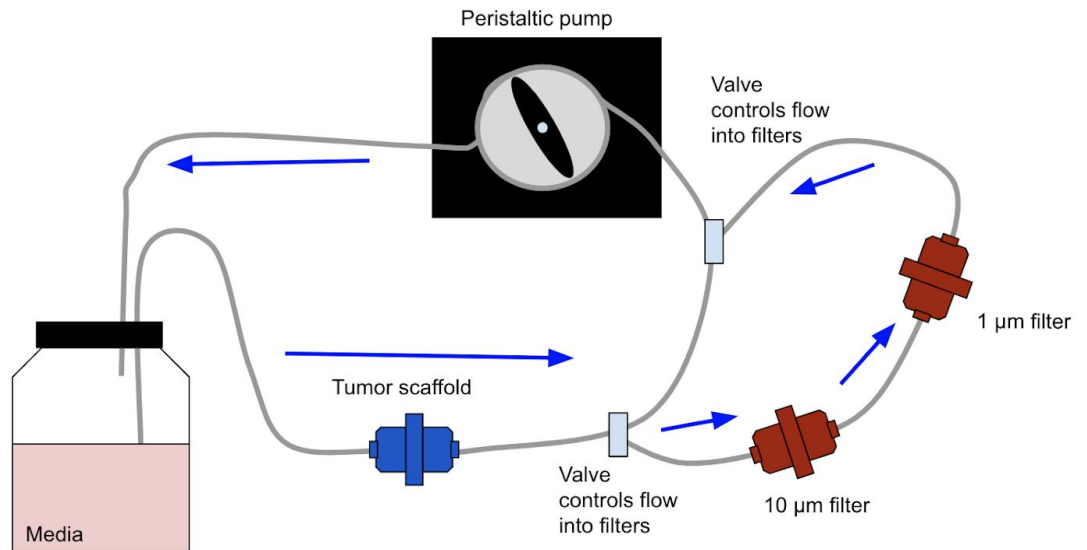 Peristaltic pump
Valve
controls flow
into filters
1 µm filter
Tumor scaffold
Valve
controls flow
into filters
10 µm filter
Media